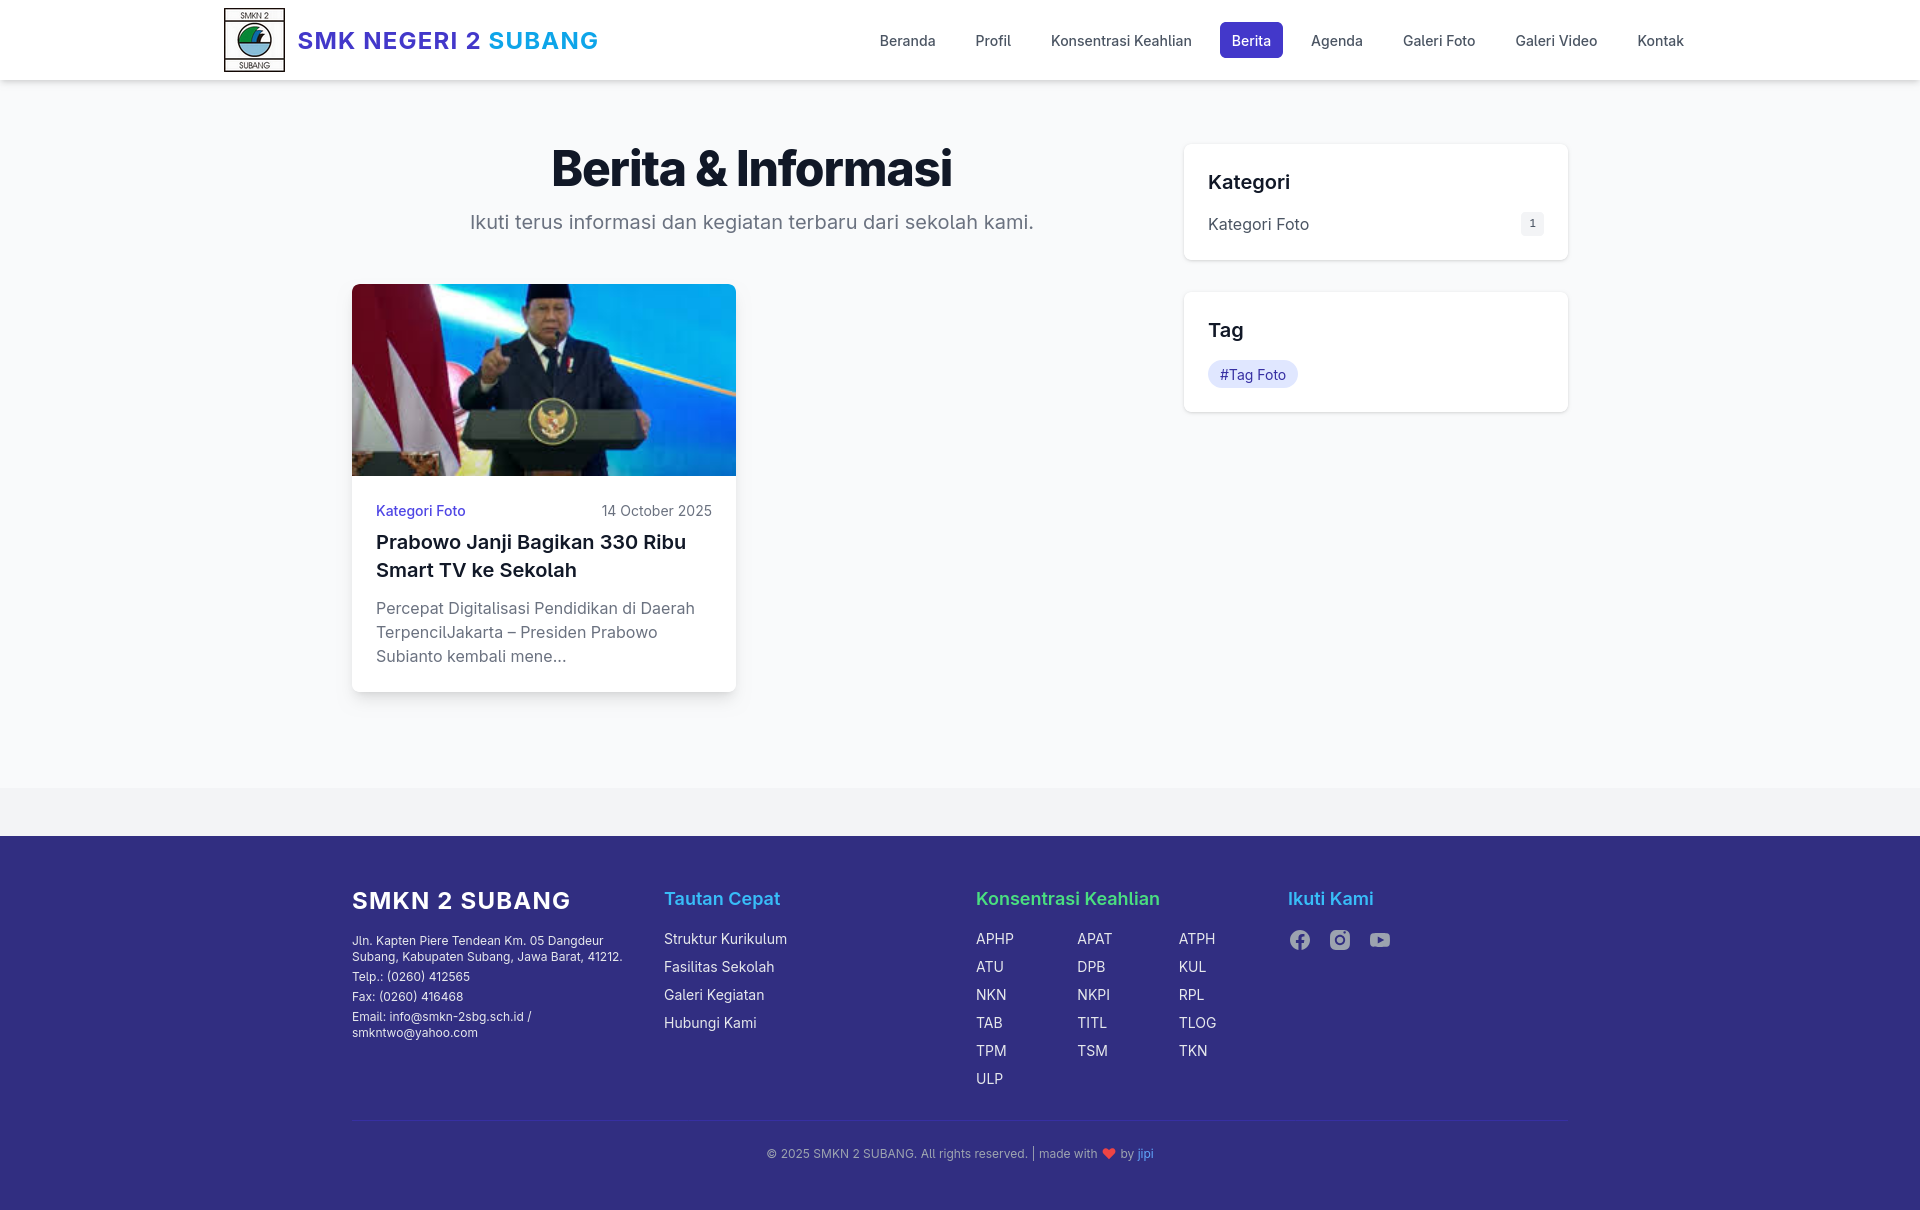 SMKN 2
SUBANG
SMK NEGERI 2 SUBANG
Beranda
Profil
Konsentrasi Keahlian
Berita
Agenda
Galeri Foto
Galeri Video
Kontak
Berita & Informasi
Ikuti terus informasi dan kegiatan terbaru dari sekolah kami.
Kategori Foto 14 October 2025
Prabowo Janji Bagikan 330 Ribu
Smart TV ke Sekolah
Percepat Digitalisasi Pendidikan di Daerah
TerpencilJakarta – Presiden Prabowo
Subianto kembali mene...
Kategori
Kategori Foto 1
Tag
#Tag Foto
SMKN 2 SUBANG
Jln. Kapten Piere Tendean Km. 05 Dangdeur
Subang, Kabupaten Subang, Jawa Barat, 41212.
Telp.: (0260) 412565
Fax: (0260) 416468
Email: info@smkn-2sbg.sch.id /
smkntwo@yahoo.com
Tautan Cepat
Struktur Kurikulum
Fasilitas Sekolah
Galeri Kegiatan
Hubungi Kami
Konsentrasi Keahlian
APHP APAT ATPH
ATU DPB KUL
NKN NKPI RPL
TAB TITL TLOG
TPM TSM TKN
ULP
Ikuti Kami
© 2025 SMKN 2 SUBANG. All rights reserved. | made with ❤ by jipi